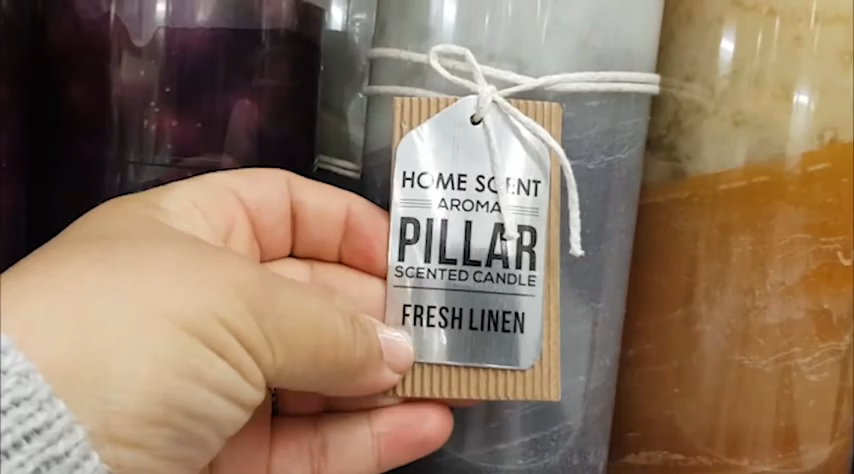 HOME SCENT
AROMA
PILLAR
SCENTED CANDLE
FRESH LINEN